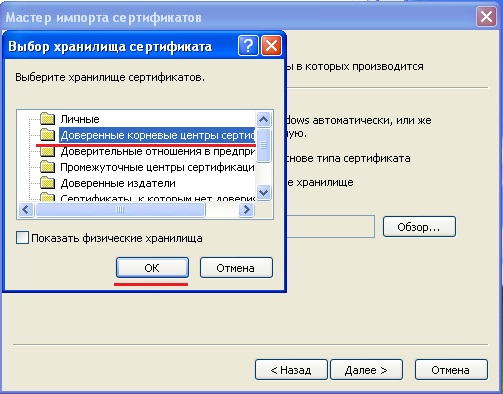 Мастер импорта сертификатов
Выбор хранилища сертификата
Выберите хранилище сертификатов.
Личные
Доверенные корневые центры серти
Доверительные отношения в предпри
Промежуточные центры сертификаци
Доверенные издатели
Сертификаты, к которым нет довери
Показать физические хранилища
ОК
Отмена
в которых производится
автоматически, или же
типа сертификата
хранилище
Обзор...
< Назад
Далее >
Отмена